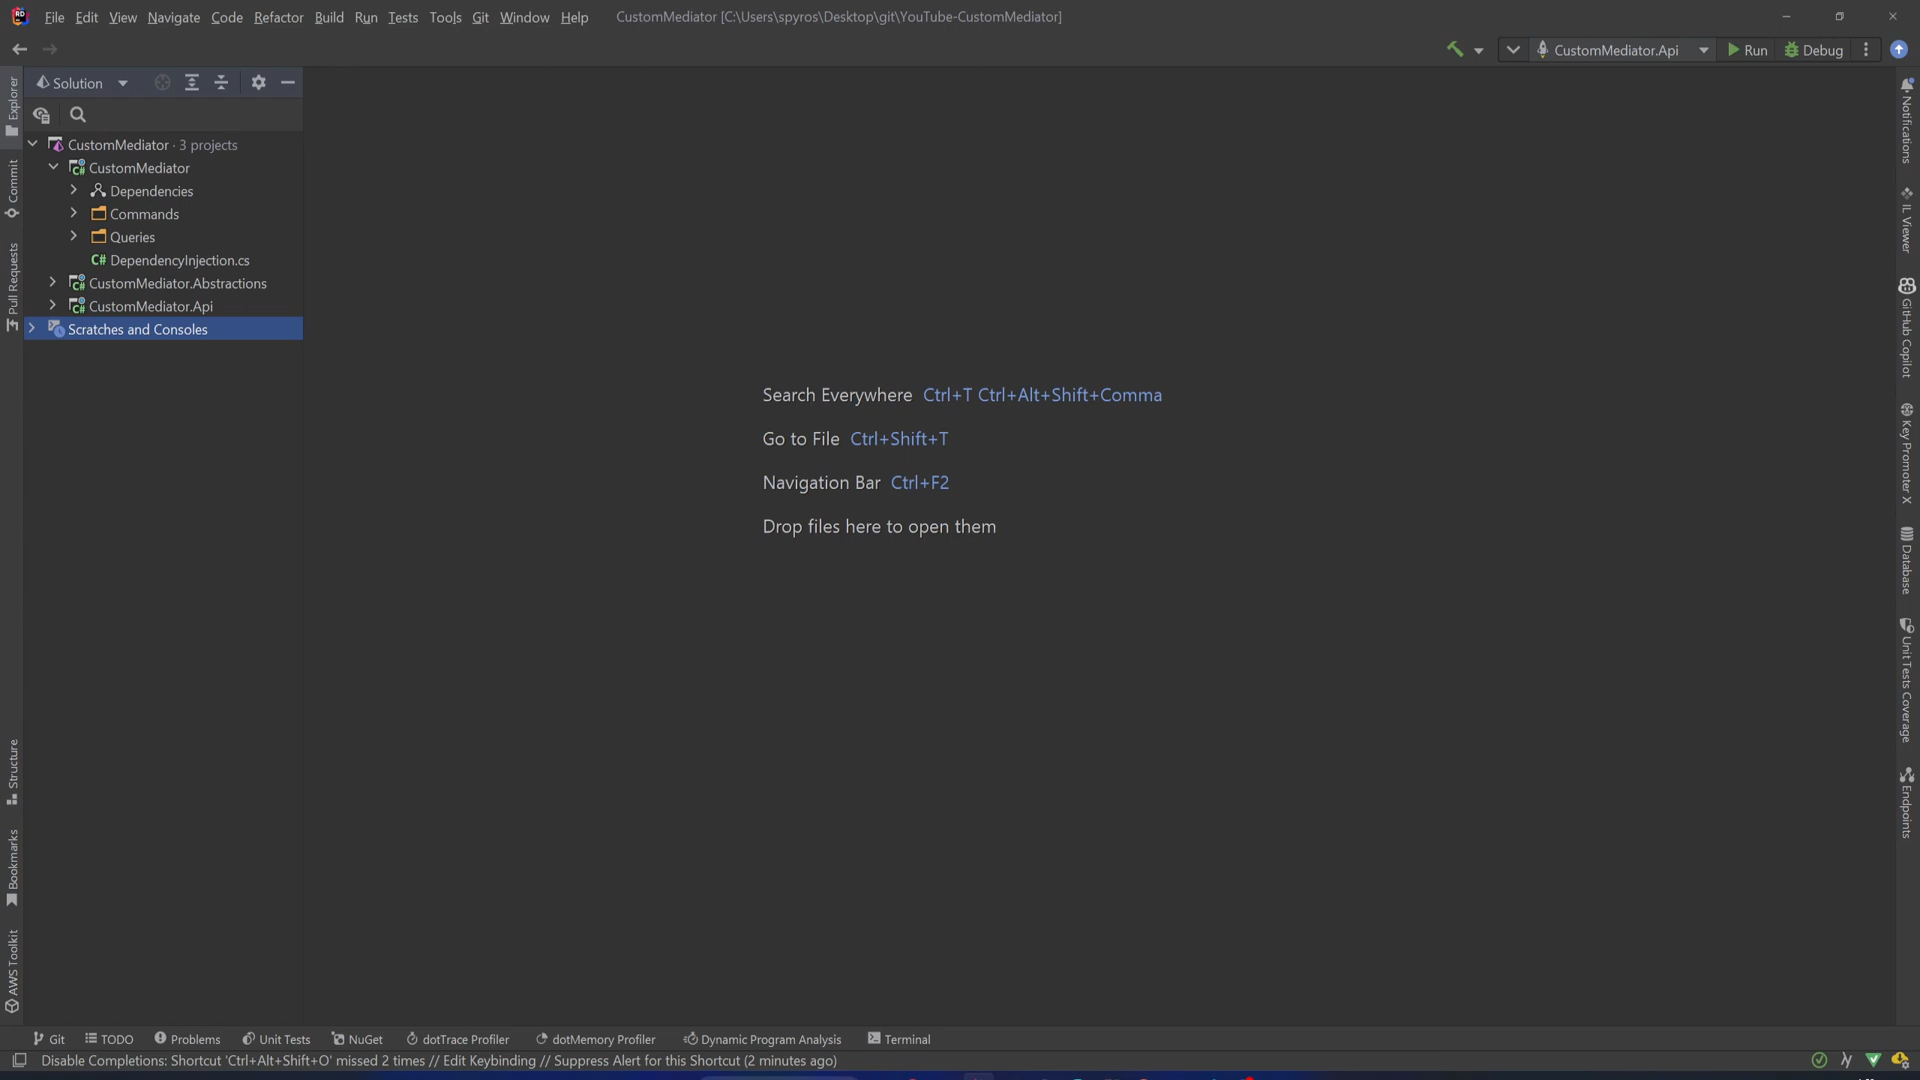 File Edit View Navigate Code Refactor Build Run Tests Tools Git Window Help CustomMediator [C:\Users\spyros\Desktop\git\YouTube-CustomMediator]
CustomMediator.Api Run Debug
Solution
CustomMediator · 3 projects
CustomMediator
Dependencies
Commands
Queries
C# DependencyInjection.cs
CustomMediator.Abstractions
CustomMediator.Api
Scratches and Consoles
Explorer
Commit
Pull Requests
Structure
Bookmarks
AWS Toolkit
Search Everywhere Ctrl+T Ctrl+Alt+Shift+Comma
Go to File Ctrl+Shift+T
Navigation Bar Ctrl+F2
Drop files here to open them
Notifications
IL Viewer
GitHub Copilot
Key Promoter X
Database
Unit Tests Coverage
Endpoints
Git TODO Problems Unit Tests NuGet dotTrace Profiler dotMemory Profiler Dynamic Program Analysis Terminal
Disable Completions: Shortcut 'Ctrl+Alt+Shift+O' missed 2 times // Edit Keybinding // Suppress Alert for this Shortcut (2 minutes ago)